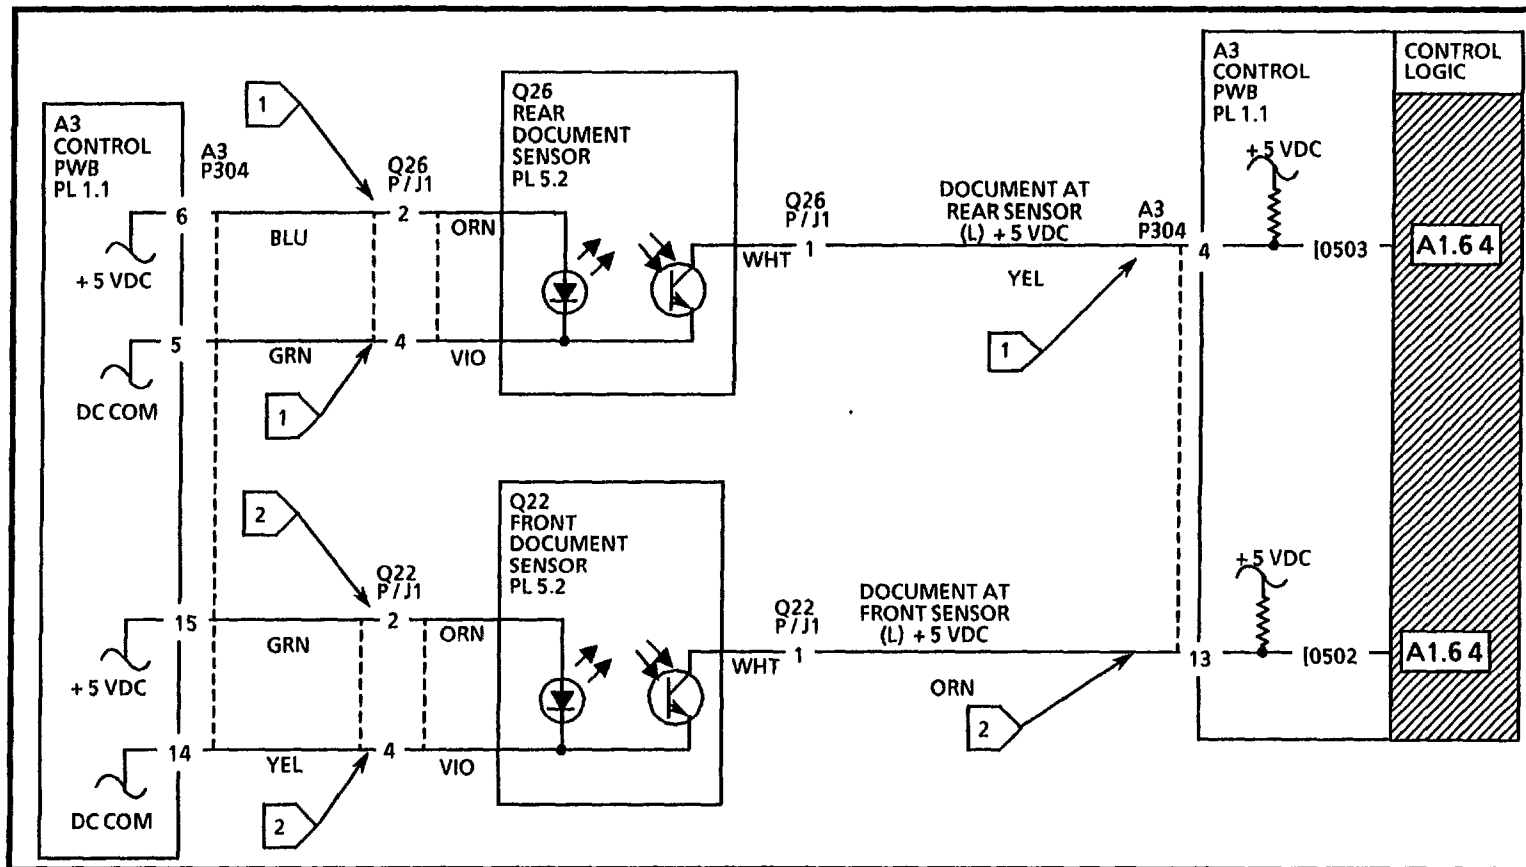 A3
CONTROL
PWB
PL 1.1
A3
P304
6
BLU
+ 5 VDC
5
GRN
DC COM
1
1
Q26
P / J1
2
ORN
4
VIO
Q26
REAR
DOCUMENT
SENSOR
PL 5.2
WHT
Q26
P / J1
1
DOCUMENT AT
REAR SENSOR
(L) + 5 VDC
YEL
1
A3
P304
4
A3
CONTROL
PWB
PL 1.1
+ 5 VDC
[0503
CONTROL
LOGIC
A1.6 4
15
GRN
+ 5 VDC
14
YEL
DC COM
2
2
Q22
P / J1
2
ORN
4
VIO
Q22
FRONT
DOCUMENT
SENSOR
PL 5.2
WHT
Q22
P / J1
1
DOCUMENT AT
FRONT SENSOR
(L) + 5 VDC
ORN
2
13
+ 5 VDC
[0502
A1.6 4